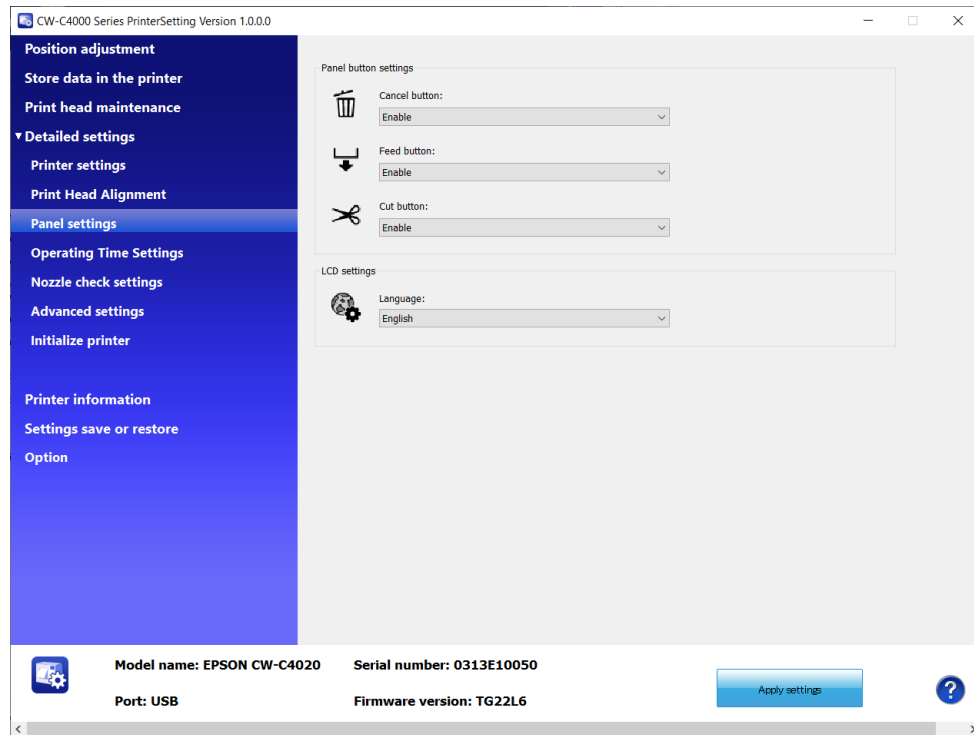 CW-C4000 Series PrinterSetting Version 1.0.0.0
Position adjustment
Store data in the printer
Print head maintenance
Detailed settings
Printer settings
Print Head Alignment
Panel settings
Operating Time Settings
Nozzle check settings
Advanced settings
Initialize printer
Printer information
Settings save or restore
Option
Panel button settings
Cancel button:
Enable
Feed button:
Enable
Cut button:
Enable
LCD settings
Language:
English
Model name: EPSON CW-C4020
Serial number: 0313E10050
Port: USB
Firmware version: TG22L6
Apply settings
?